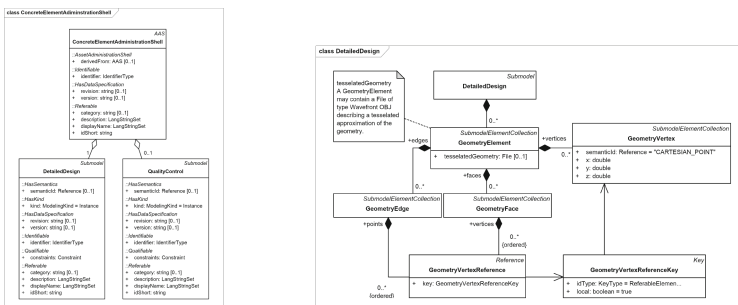 class ConcreteElementAdminstrationShell
AAS
ConcreteElementAdministrationShell
::AssetAdministrationShell
+ derivedFrom: AAS [0..1]
::Identifiable
+ identifier: IdentifierType
::HasDataSpecification
+ revision: string [0..1]
+ version: string [0..1]
::Referable
+ category: string [0..1]
+ description: LangStringSet
+ displayName: LangStringSet
+ idShort: string
1
0..1
Submodel
DetailedDesign
::HasSemantics
+ semanticId: Reference [0..1]
::HasKind
+ kind: ModelingKind = Instance
::HasDataSpecification
+ revision: string [0..1]
+ version: string [0..1]
::Identifiable
+ identifier: IdentifierType
::Qualifiable
+ constraints: Constraint
::Referable
+ category: string [0..1]
+ description: LangStringSet
+ displayName: LangStringSet
+ idShort: string
Submodel
QualityControl
::HasSemantics
+ semanticId: Reference [0..1]
::HasKind
+ kind: ModelingKind = Instance
::HasDataSpecification
+ revision: string [0..1]
+ version: string [0..1]
::Identifiable
+ identifier: IdentifierType
::Qualifiable
+ constraints: Constraint
::Referable
+ category: string [0..1]
+ description: LangStringSet
+ displayName: LangStringSet
+ idShort: string
class DetailedDesign
tesselatedGeometry
A GeometryElement
may contain a File of
type Wavefront OBJ
describing a tesselated
approximation of the
geometry.
Submodel
DetailedDesign
0..*
SubmodelElementCollection
GeometryElement
+ tesselatedGeometry: File [0..1]
+edges
+vertices
0..*
+faces
0..*
0..*
SubmodelElementCollection
GeometryVertex
+ semanticId: Reference = "CARTESIAN_POINT"
+ x: double
+ y: double
+ z: double
SubmodelElementCollection
GeometryEdge
SubmodelElementCollection
GeometryFace
+points
+vertices
0..*
{ordered}
0..*
{ordered}
Reference
GeometryVertexReference
+ key: GeometryVertexReferenceKey
Key
GeometryVertexReferenceKey
+ idType: KeyType = ReferableElemen...
+ local: boolean = true